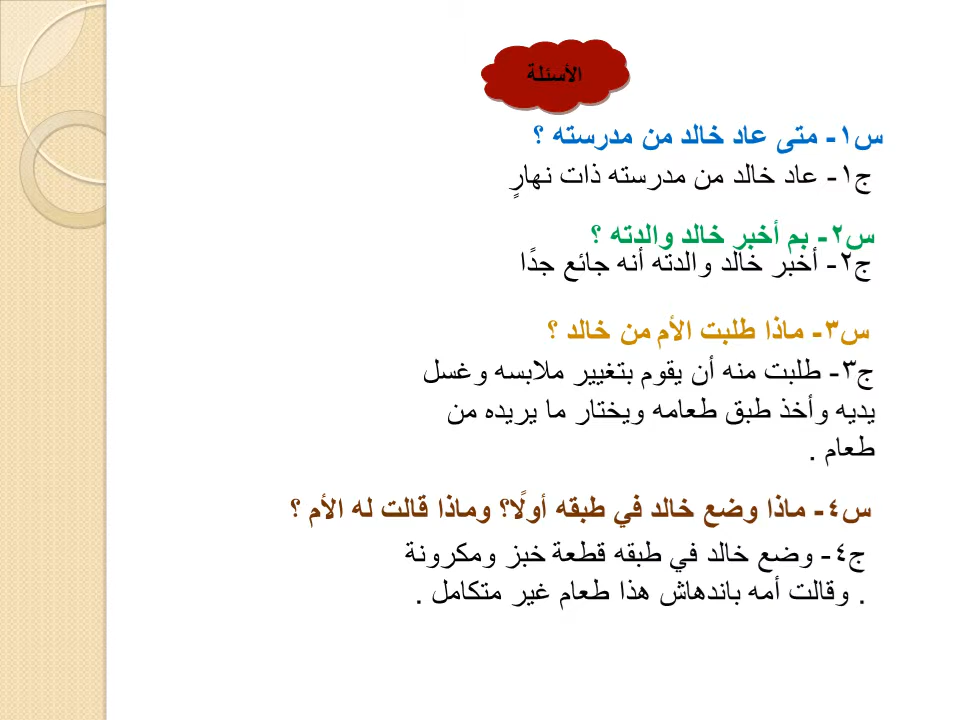 الأسئلة
س١- متى عاد خالد من مدرسته ؟
ج١- عاد خالد من مدرسته ذات نهارٍ
س٢- بم أخبر خالد والدته ؟
ج٢- أخبر خالد والدته أنه جائع جدًا
س٣- ماذا طلبت الأم من خالد ؟
ج٣- طلبت منه أن يقوم بتغيير ملابسه وغسل
يديه وأخذ طبق طعامه ويختار ما يريده من
طعام .
س٤- ماذا وضع خالد في طبقه أولًا؟ وماذا قالت له الأم ؟
ج٤- وضع خالد في طبقه قطعة خبز ومكرونة
. وقالت أمه باندهاش هذا طعام غير متكامل .